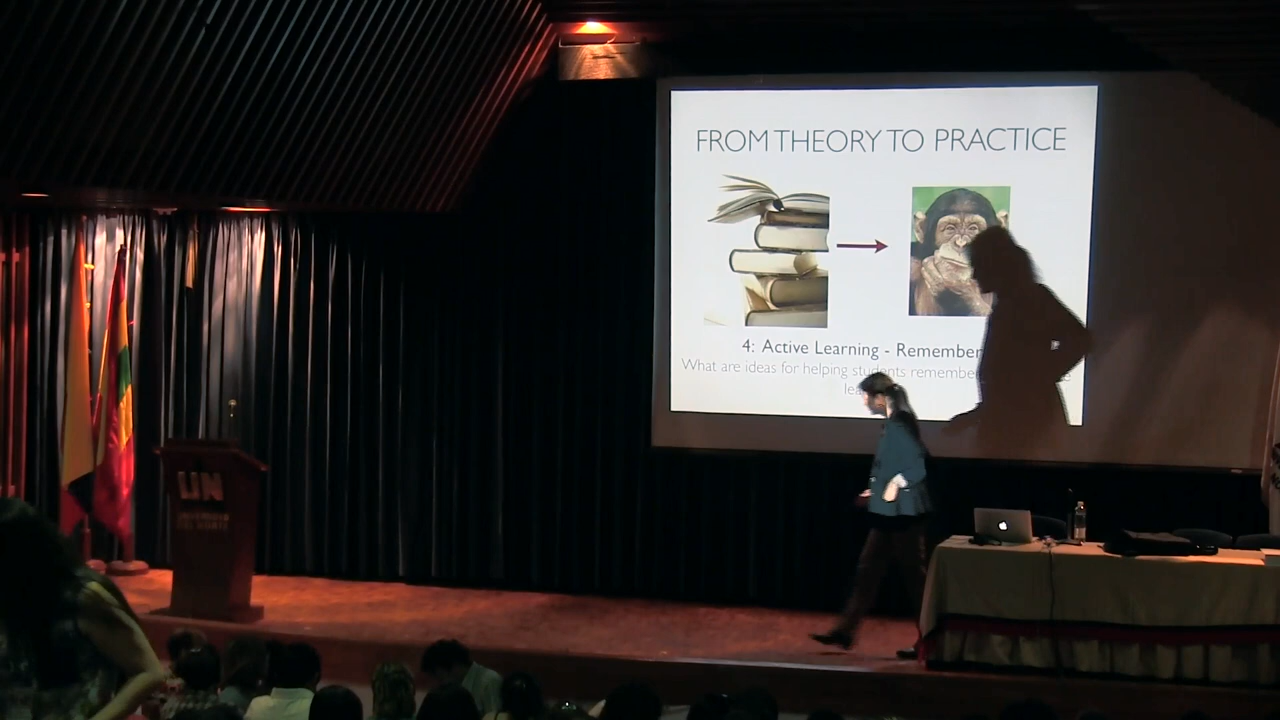 FROM THEORY TO PRACTICE
4: Active Learning - Remember
What are ideas for helping students remember
UN